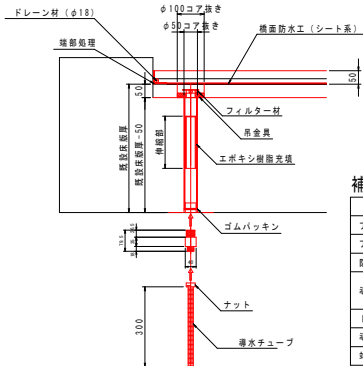 φ100コア抜き
ドレーン材（φ18）
φ50コア抜き
端部処理
橋面防水工（シート系）
50
50
フィルター材
吊金具
伸縮部
既設床版厚
既設床版厚-50
エポキシ樹脂充填
ゴムパッキン
補
ナット
300
導水チューブ